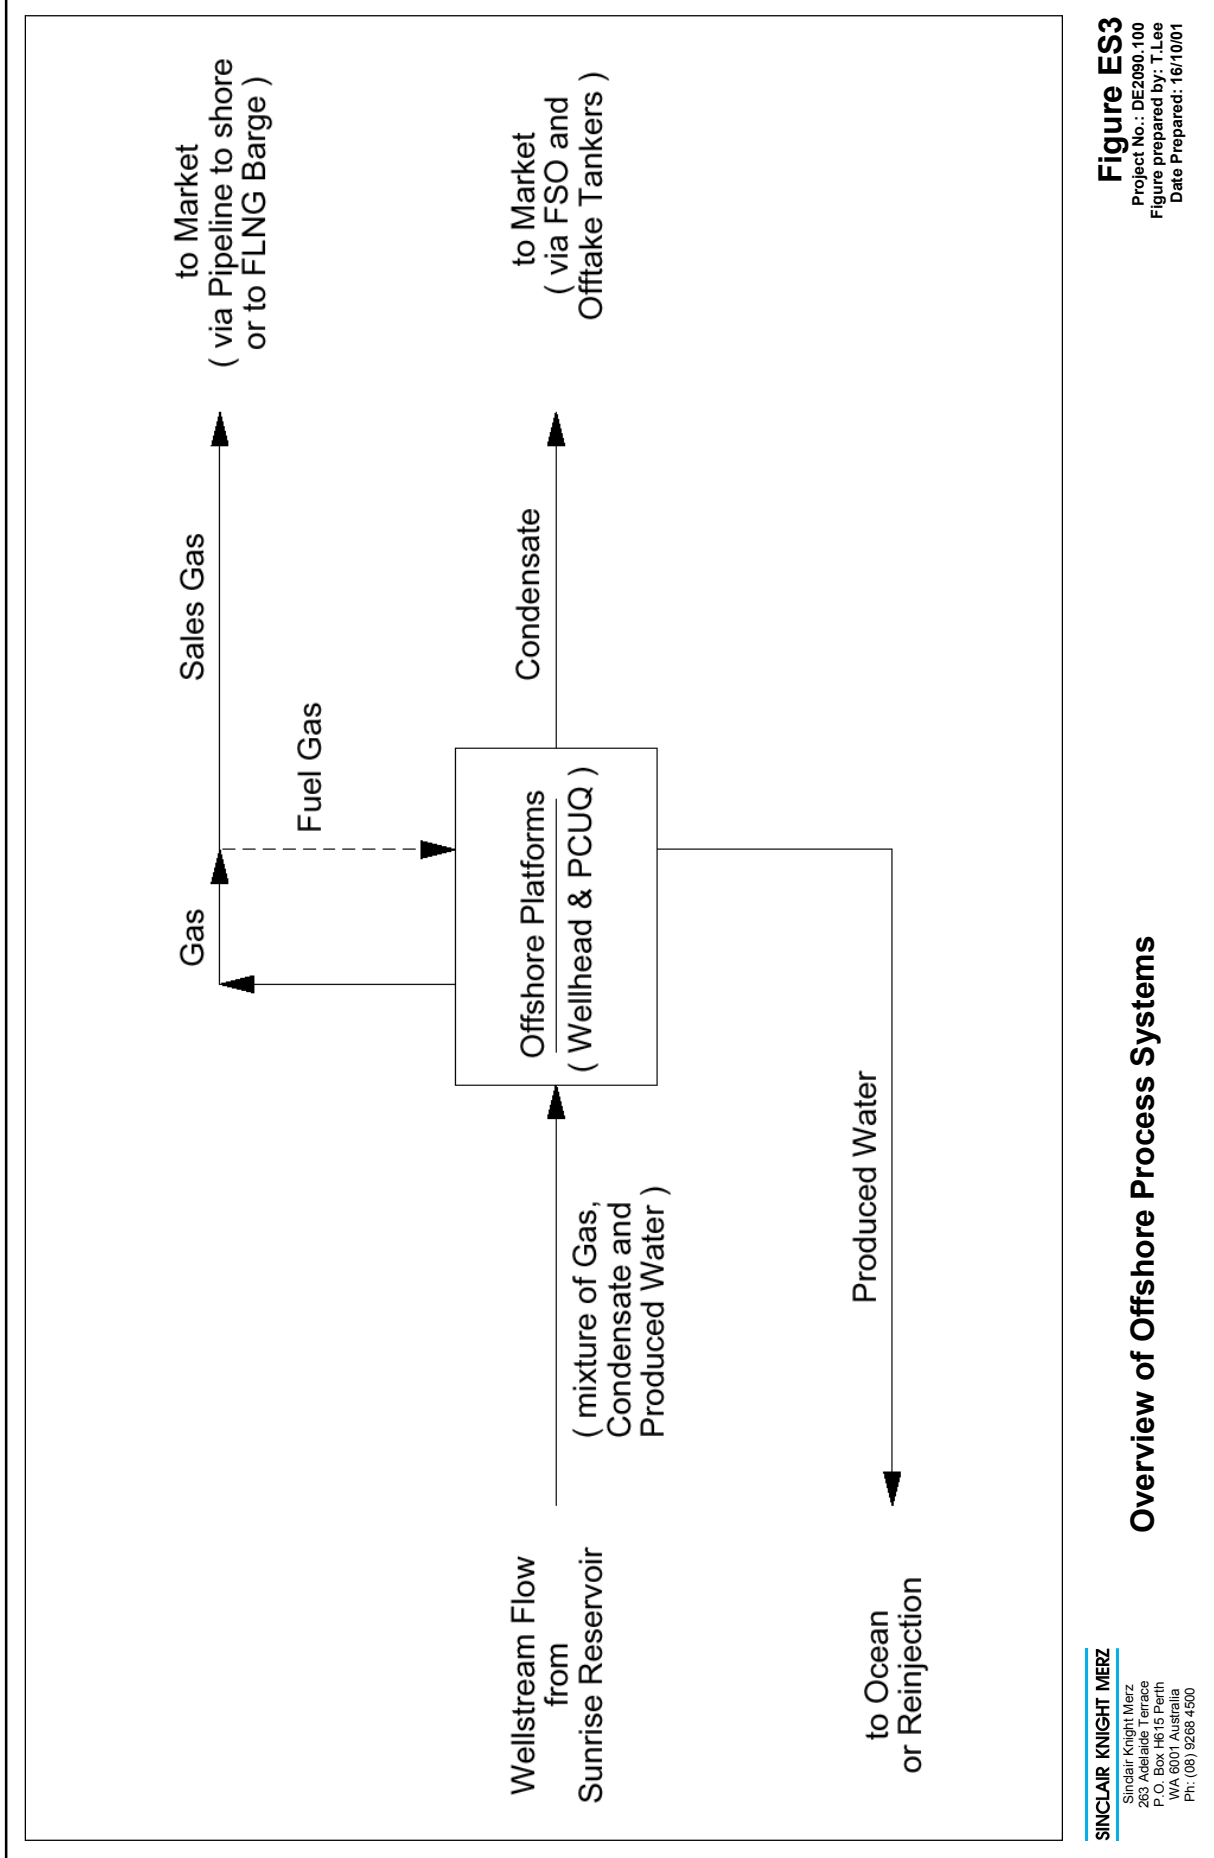 Gas
Sales Gas
to Market
( via Pipeline to shore
or to FLNG Barge )
Fuel Gas
Wellstream Flow
from
Sunrise Reservoir
( mixture of Gas,
Condensate and
Produced Water )
Offshore Platforms
( Wellhead & PCUQ )
Condensate
to Market
( via FSO and
Offtake Tankers )
Produced Water
to Ocean
or Reinjection
SINCLAIR KNIGHT MERZ
Sinclair Knight Merz
263 Adelaide Terrace
P.O. Box H615 Perth
WA 6001 Australia
Ph: (08) 9268 4500
Overview of Offshore Process Systems
Figure ES3
Project No.: DE2090.100
Figure prepared by: T.Lee
Date Prepared: 16/10/01